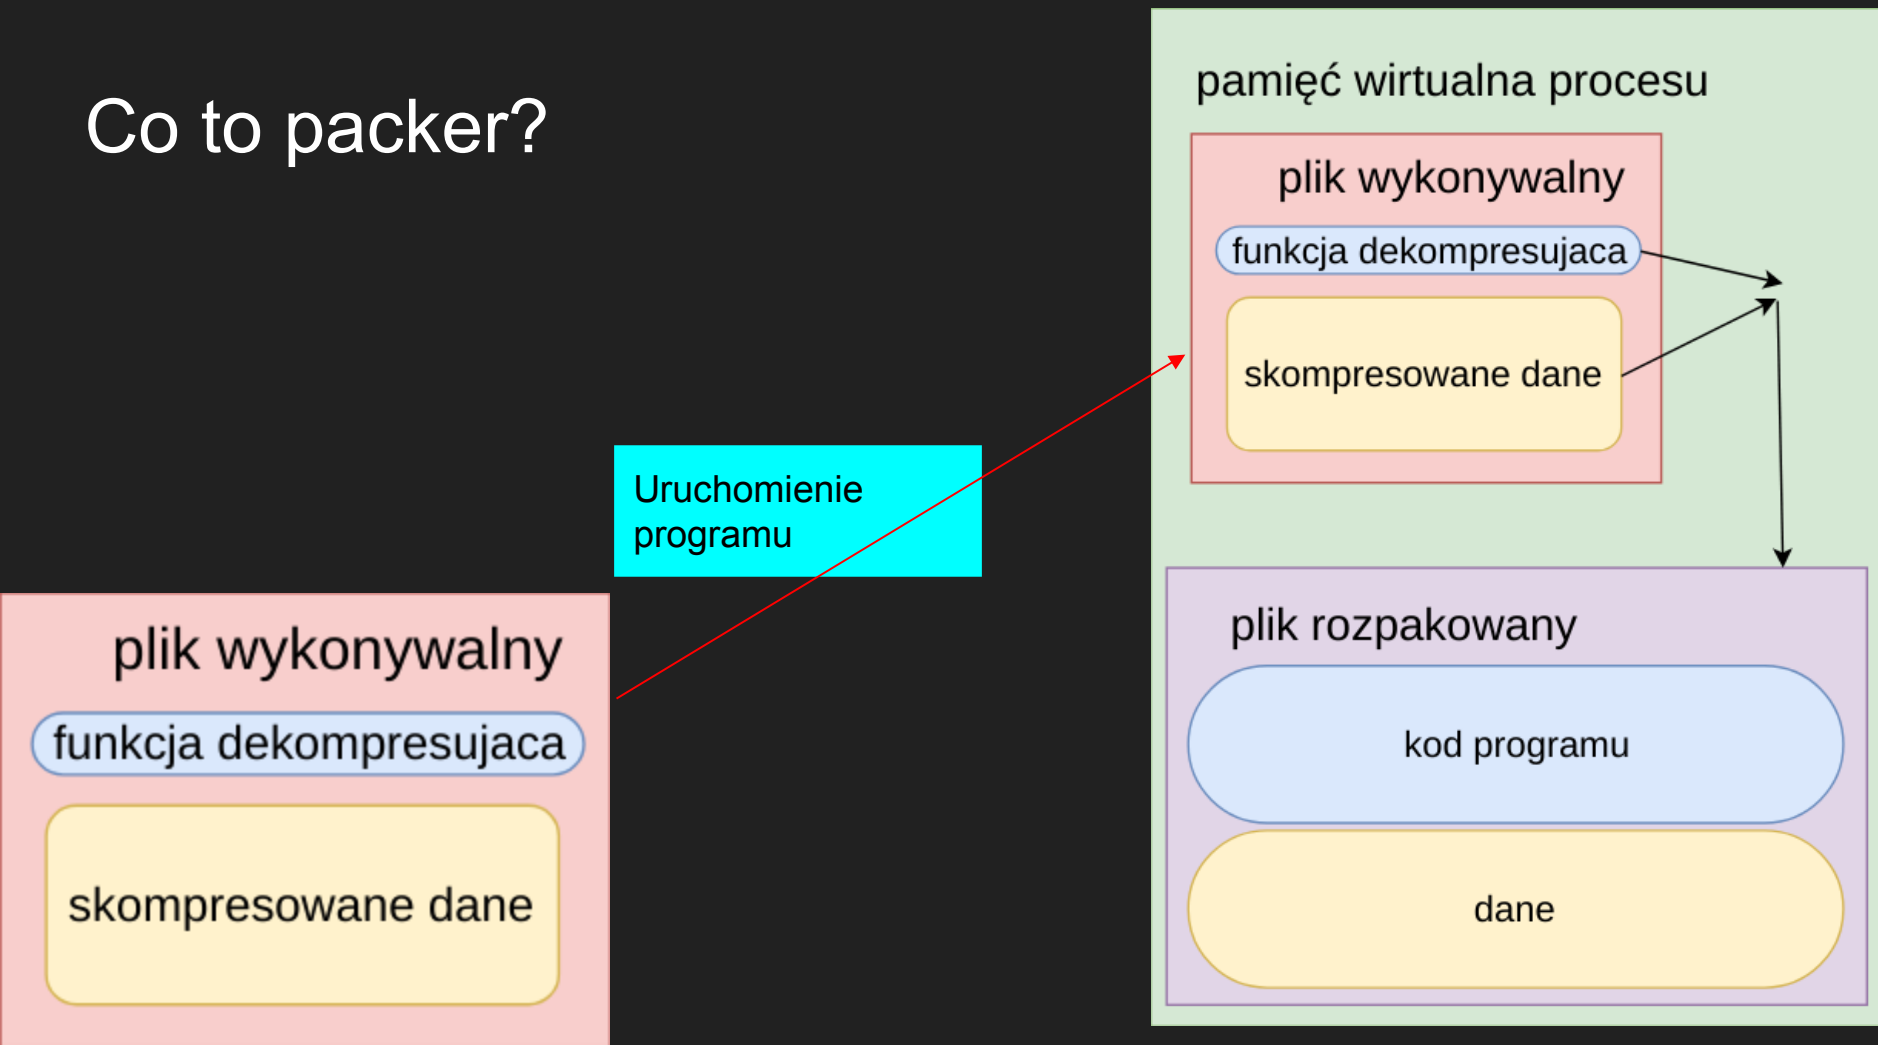 Co to packer?
Uruchomienie
programu
plik wykonywalny
funkcja dekompresujaca
skompresowane dane
pamięć wirtualna procesu
plik wykonywalny
funkcja dekompresujaca
skompresowane dane
plik rozpakowany
kod programu
dane